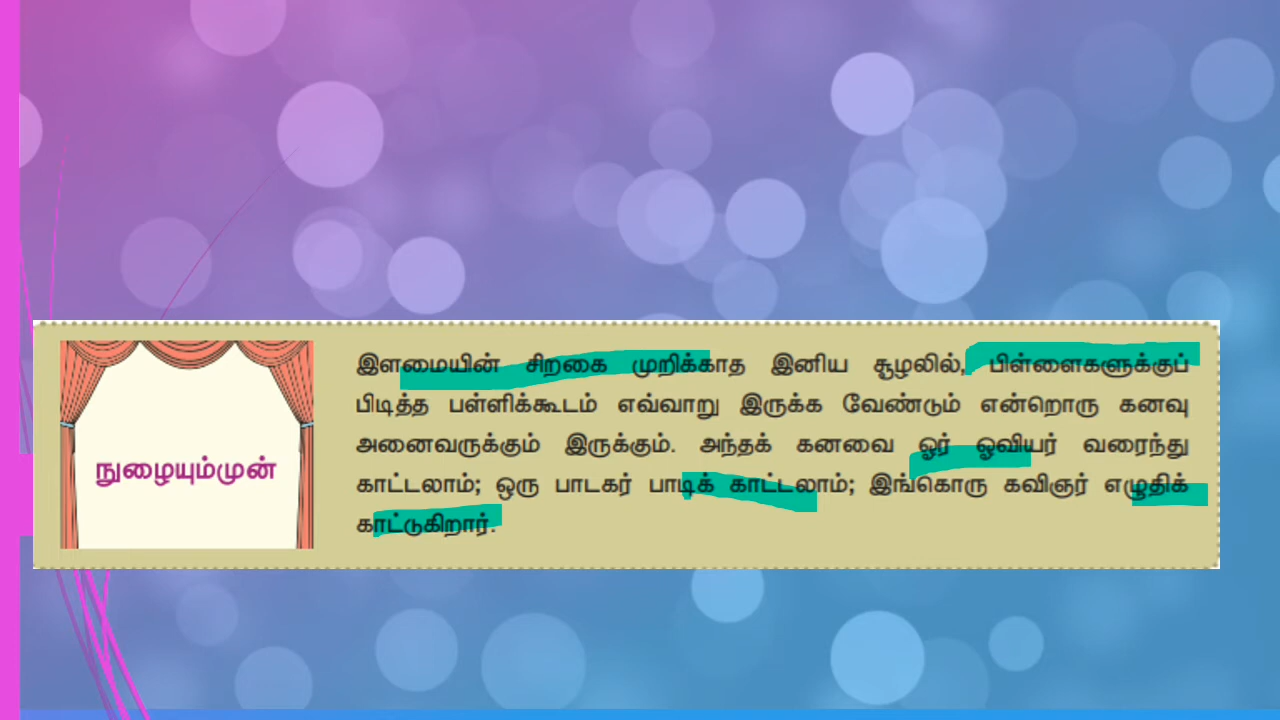 நுழையும்முன்
இளமையின் சிறகை முறிக்காத இனிய சூழலில், பிள்ளைகளுக்குப்
பிடித்த பள்ளிக்கூடம் எவ்வாறு இருக்க வேண்டும் என்றொரு கனவு
அனைவருக்கும் இருக்கும். அந்தக் கனவை ஓர் ஓவியர் வரைந்து
காட்டலாம்; ஒரு பாடகர் பாடிக் காட்டலாம்; இங்கொரு கவிஞர் எழுதிக்
காட்டுகிறார்.